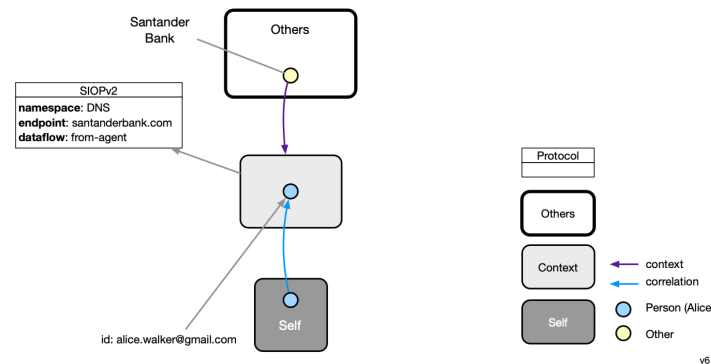 Santander
Bank
Others
SIOPv2
namespace: DNS
endpoint: santanderbank.com
dataflow: from-agent
Self
id: alice.walker@gmail.com
Protocol
Others
Context
context
correlation
Self
Person (Alice
Other
v6